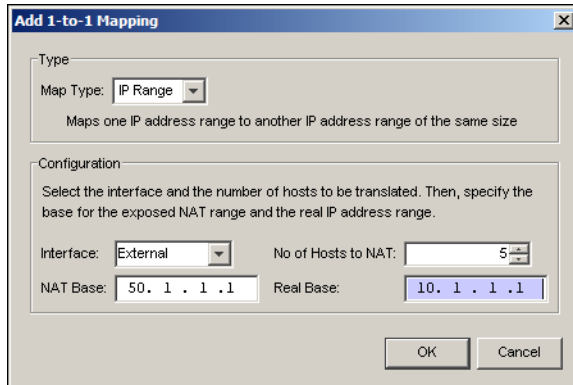 Add 1-to-1 Mapping
Type
Map Type: IP Range
Maps one IP address range to another IP address range of the same size
Configuration
Select the interface and the number of hosts to be translated. Then, specify the
base for the exposed NAT range and the real IP address range.
Interface: External No of Hosts to NAT: 5
NAT Base: 50. 1 . 1 .1 Real Base: 10. 1 . 1 .1
OK Cancel